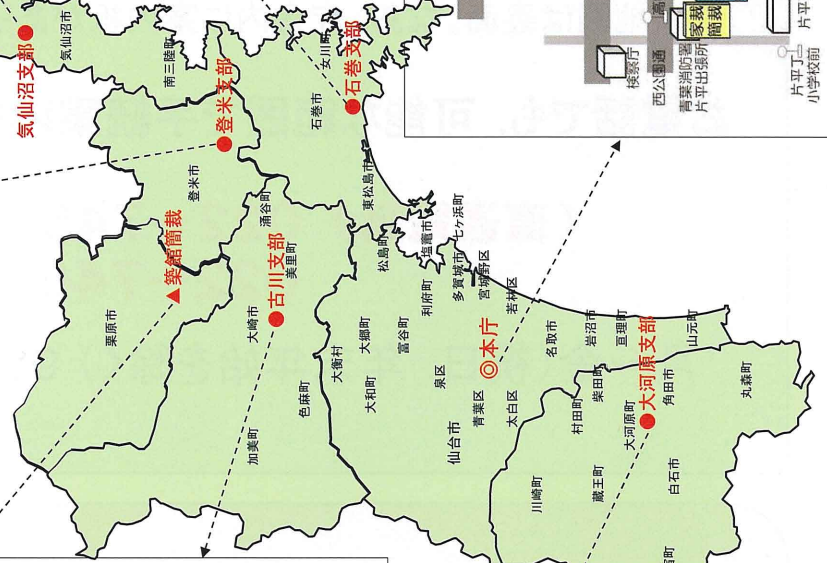 気仙沼支部
気仙沼市
南三陸町
登米支部
女川町
石巻支部
石巻市
登米市
東松島市
涌谷町
築館簡裁
古川支部
美里町
栗原市
大崎市
松島町
塩竈市
七ヶ浜町
利府町
多賀城市
宮城野区
若林区
大衡村
大郷町
富谷町
色麻町
大和町
泉区
本庁
名取市
岩沼市
亘理町
山元町
加美町
仙台市
青葉区
太白区
村田町
柴田町
大河原町
大河原支部
角田市
丸森町
川崎町
蔵王町
白石市
検察庁
西公園通
青葉消防署
片平出張所
家裁
簡裁
高
片平
片平丁
小学校前